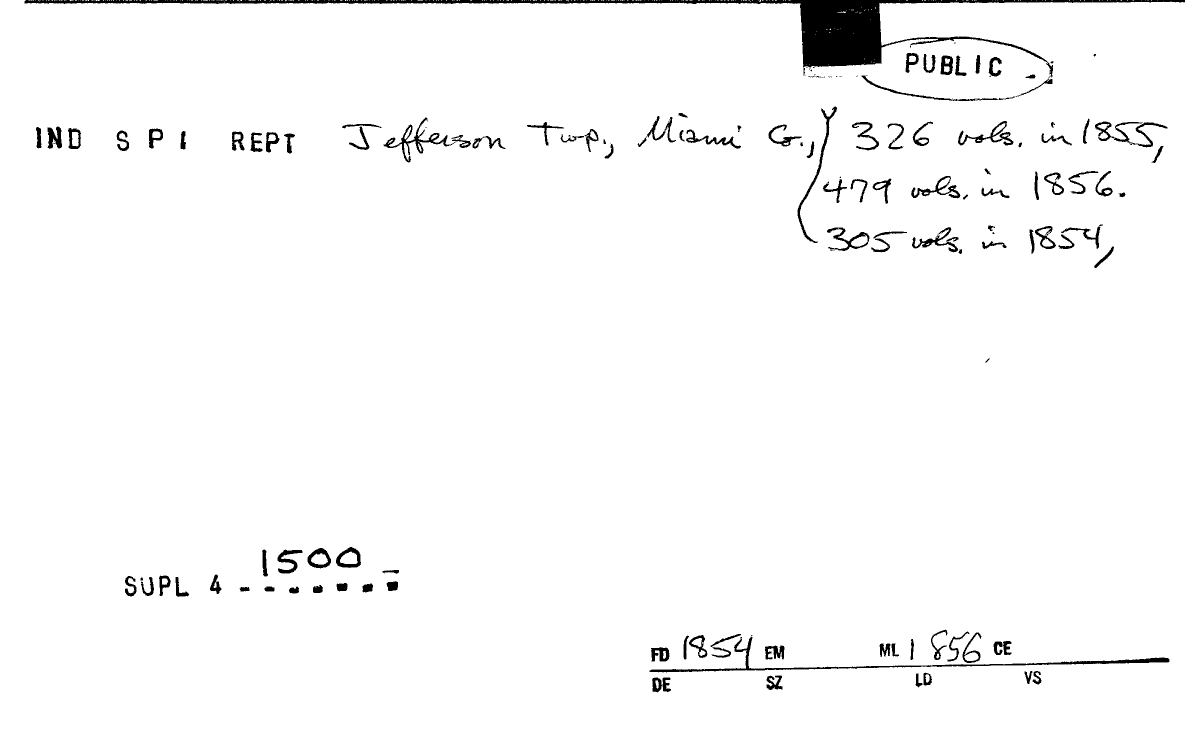 PUBLIC
IND S P I REPT Jefferson Twp., Miami Co., 326 vols. in 1855,
479 vols. in 1856.
305 vols. in 1854,
1500
SUPL 4
FD 1854 EM ML 1856 CE
DE SZ LD VS